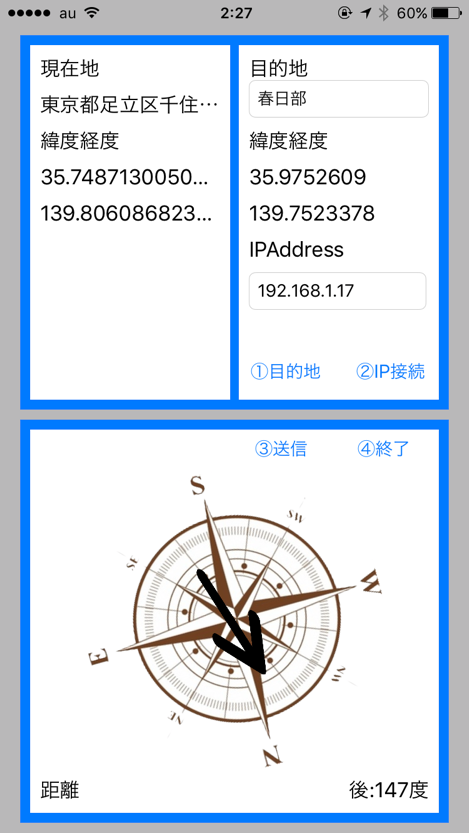 au 2:27 60%
現在地
東京都足立区千住…
緯度経度
35.7487130050...
139.806086823...
目的地
春日部
緯度経度
35.9752609
139.7523378
IPAddress
192.168.1.17
①目的地 ②IP接続
③送信 ④終了
S
SW
SE
W
E
NW
NE
N
距離 後:147度